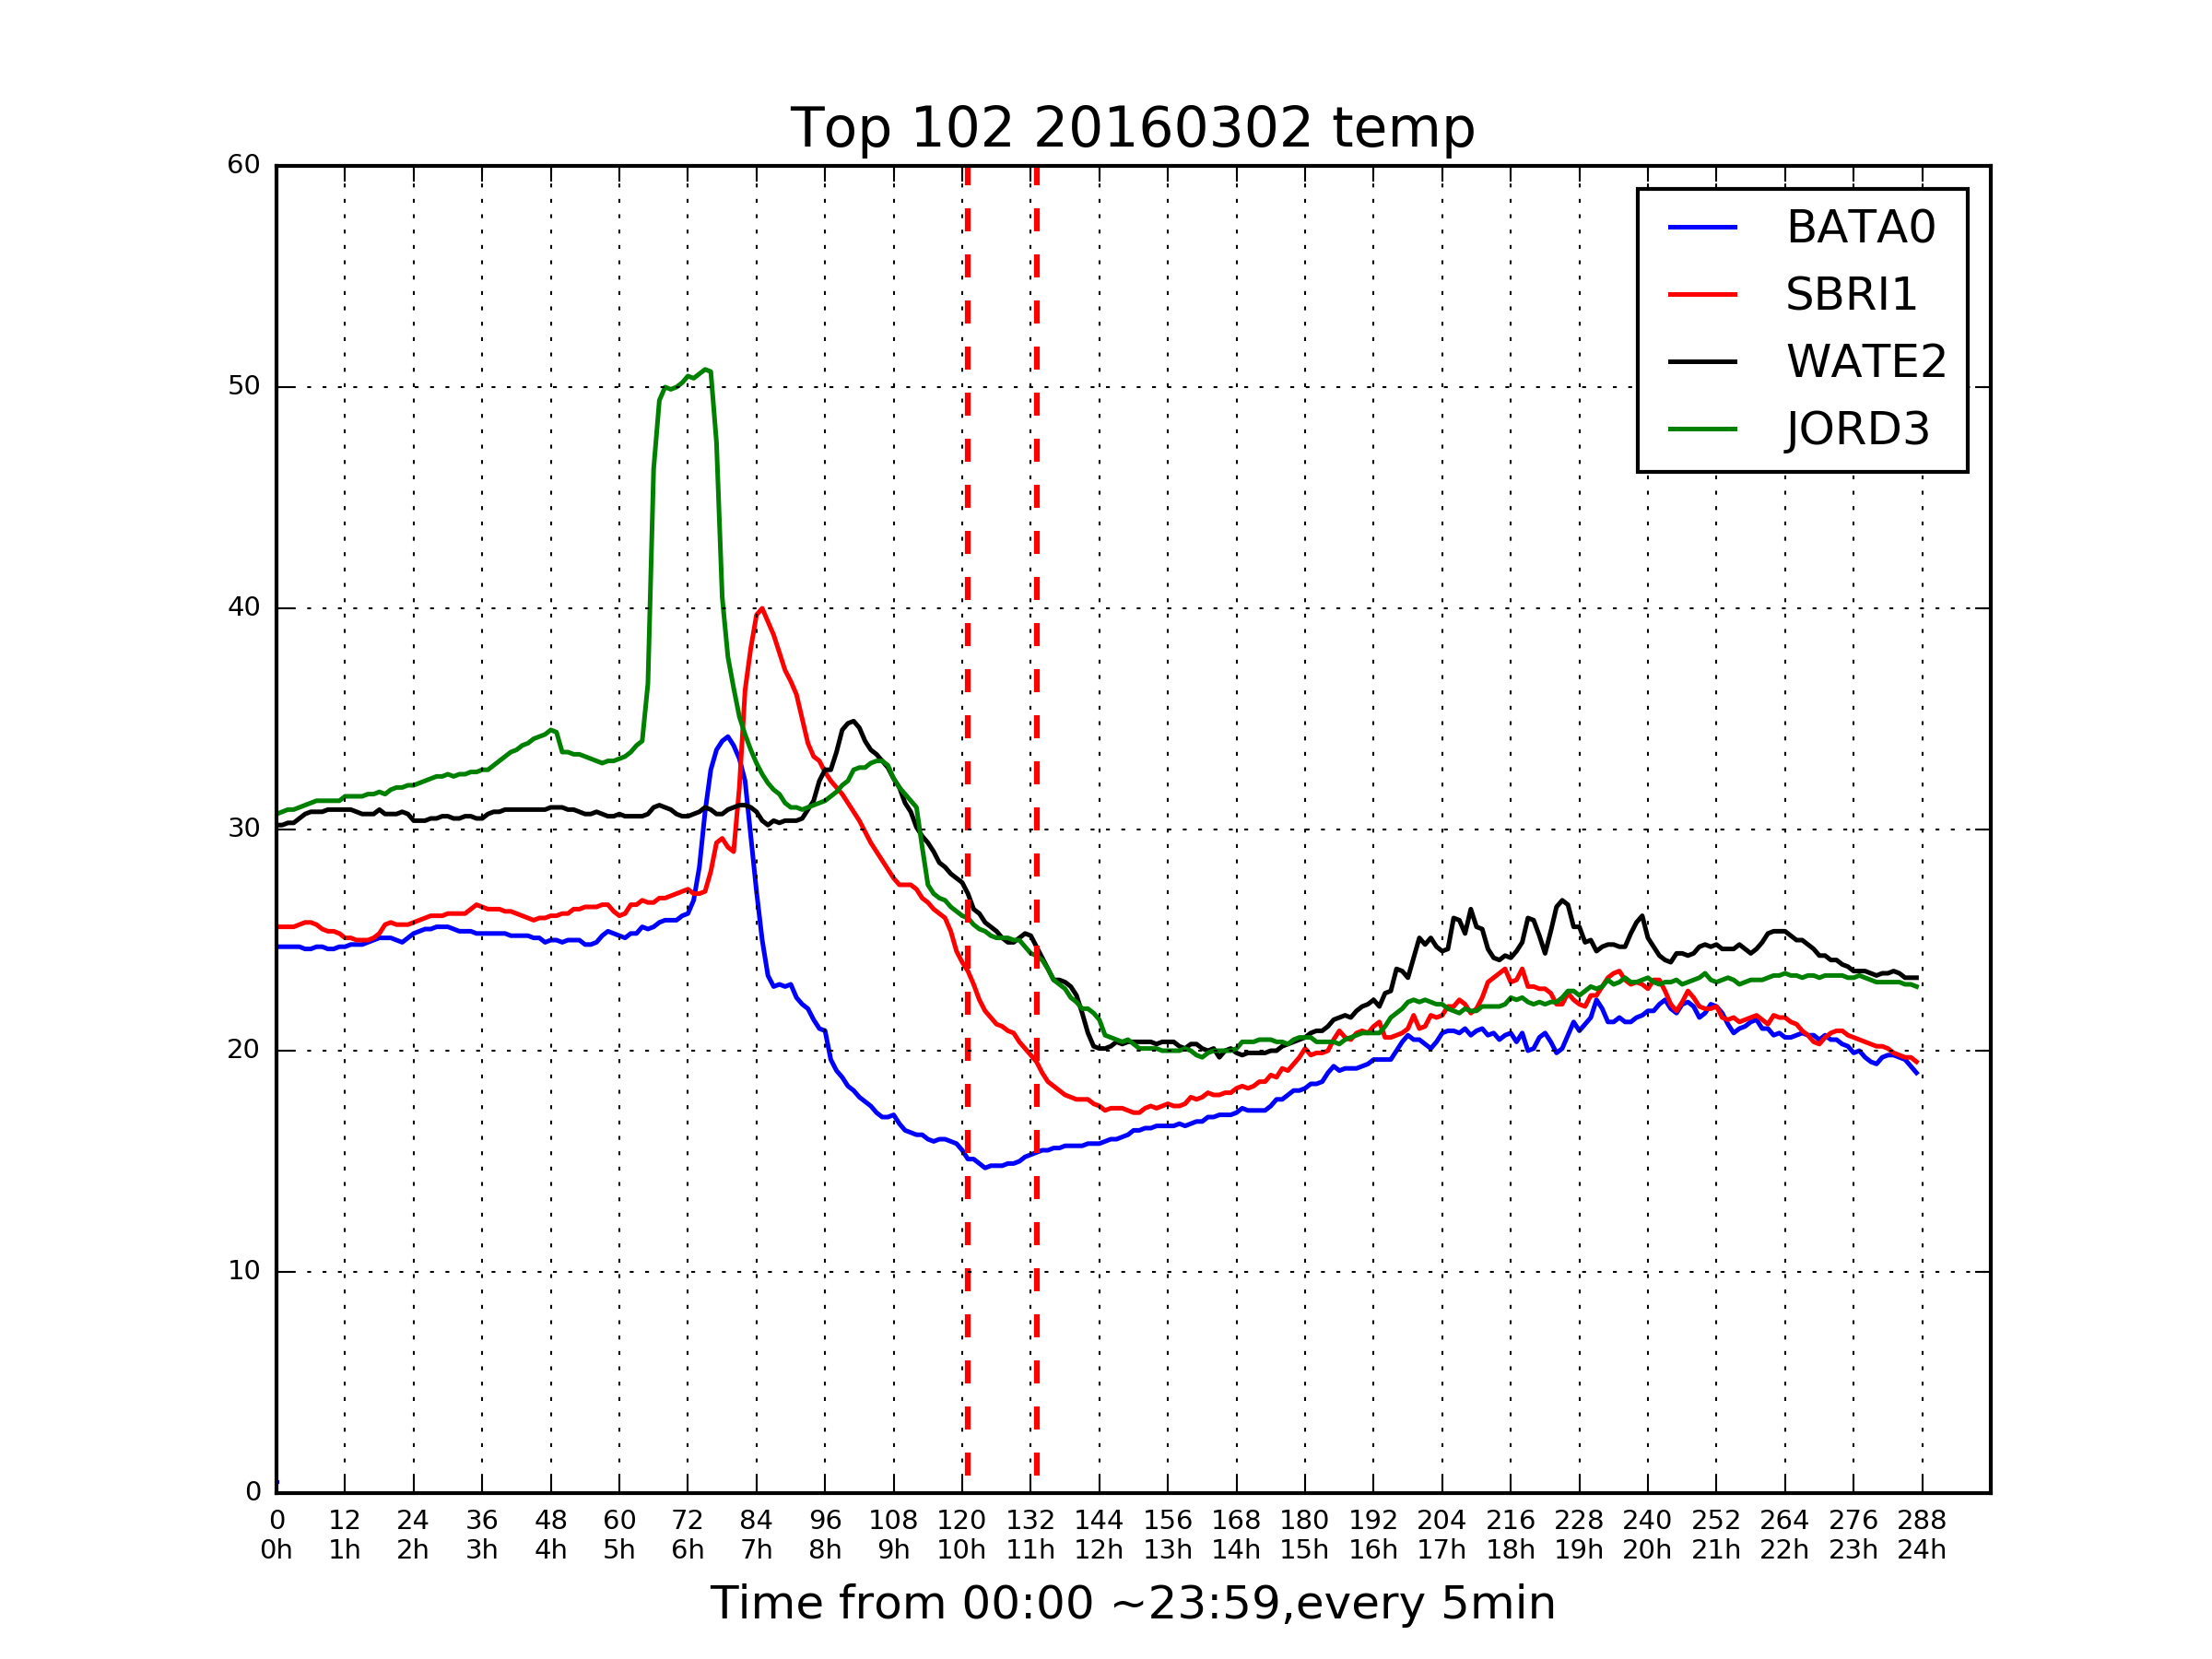 Top 102 20160302 temp
60
50
40
30
20
10
0
BATA0
SBRI1
WATE2
JORD3
0 12 24 36 48 60 72 84 96 108 120 132 144 156 168 180 192 204 216 228 240 252 264 276 288
0h 1h 2h 3h 4h 5h 6h 7h 8h 9h 10h 11h 12h 13h 14h 15h 16h 17h 18h 19h 20h 21h 22h 23h 24h
Time from 00:00 ~23:59,every 5min